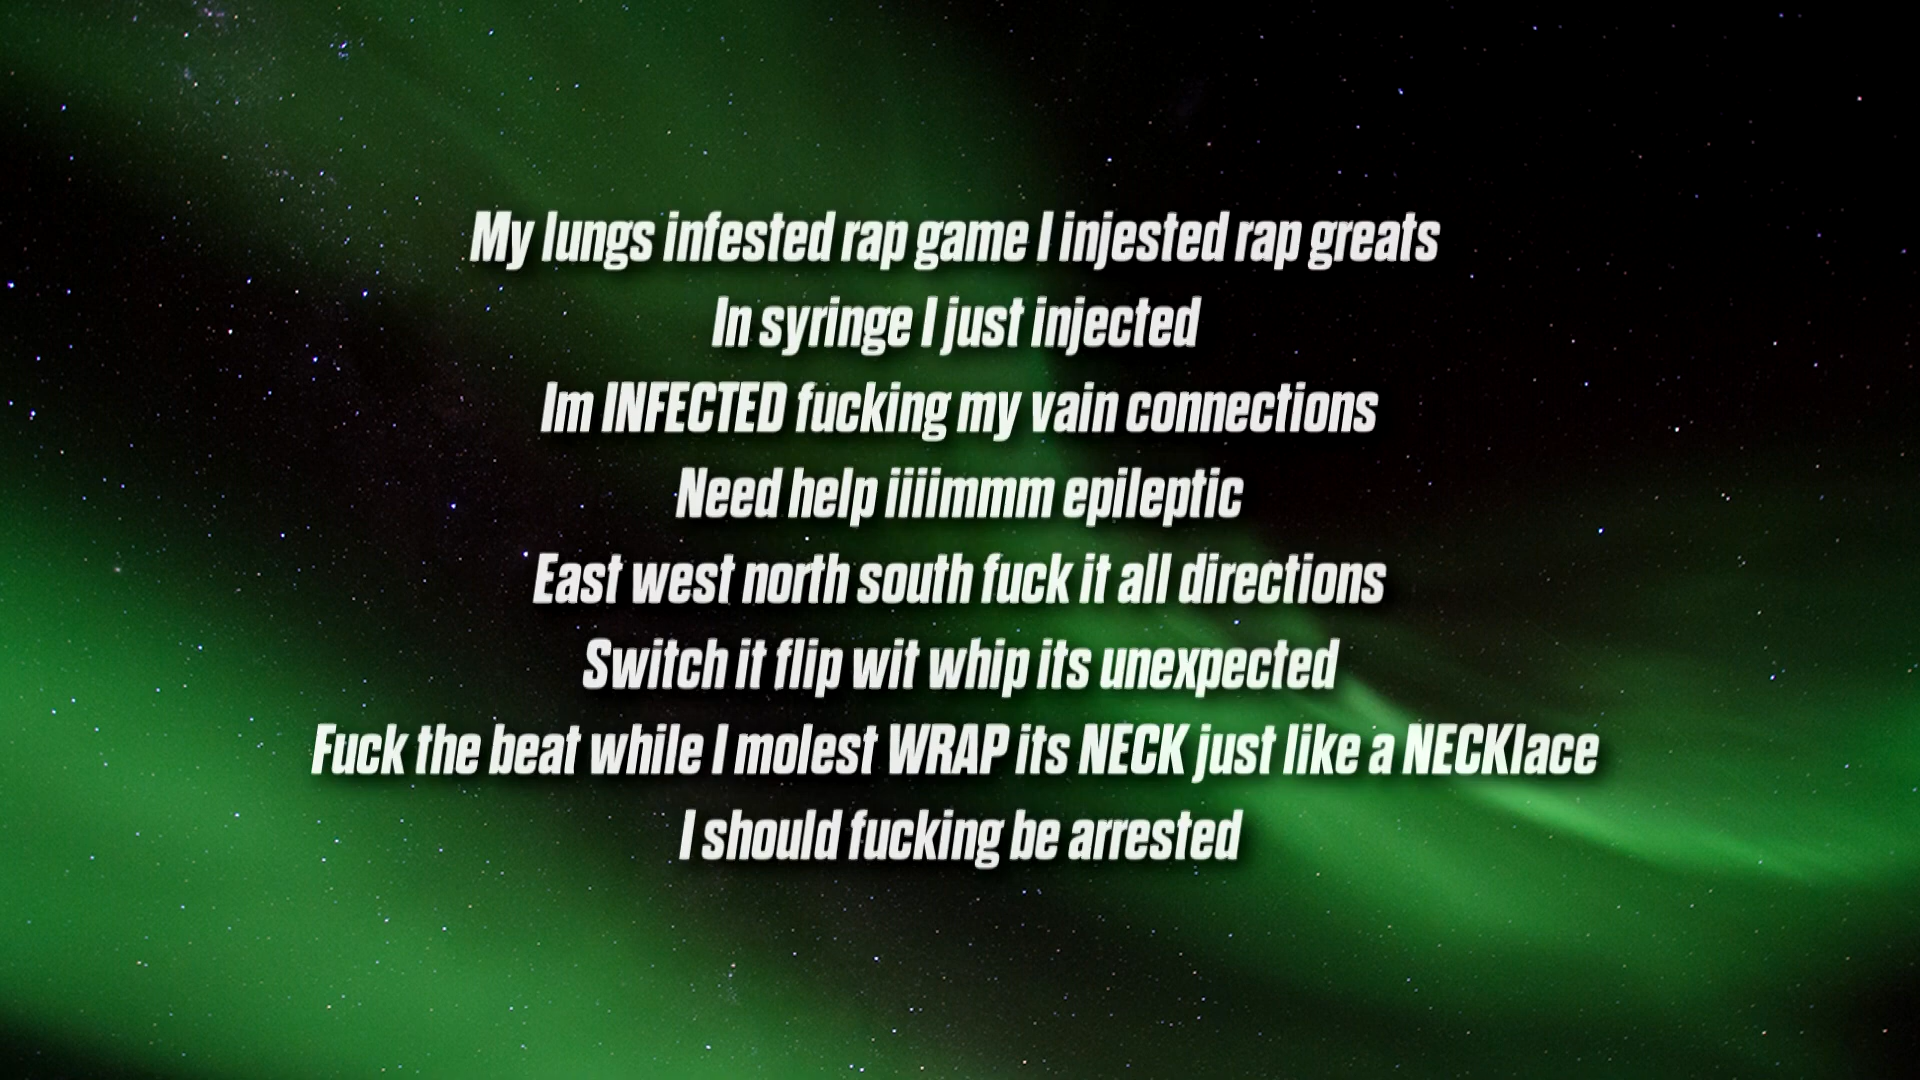 My lungs infested rap game I injested rap greats
In syringe I just injected
Im INFECTED fucking my vain connections
Need help iiiimmm epileptic
East west north south fuck it all directions
Switch it flip wit whip its unexpected
Fuck the beat while I molest WRAP its NECK just like a NECKlace
I should fucking be arrested